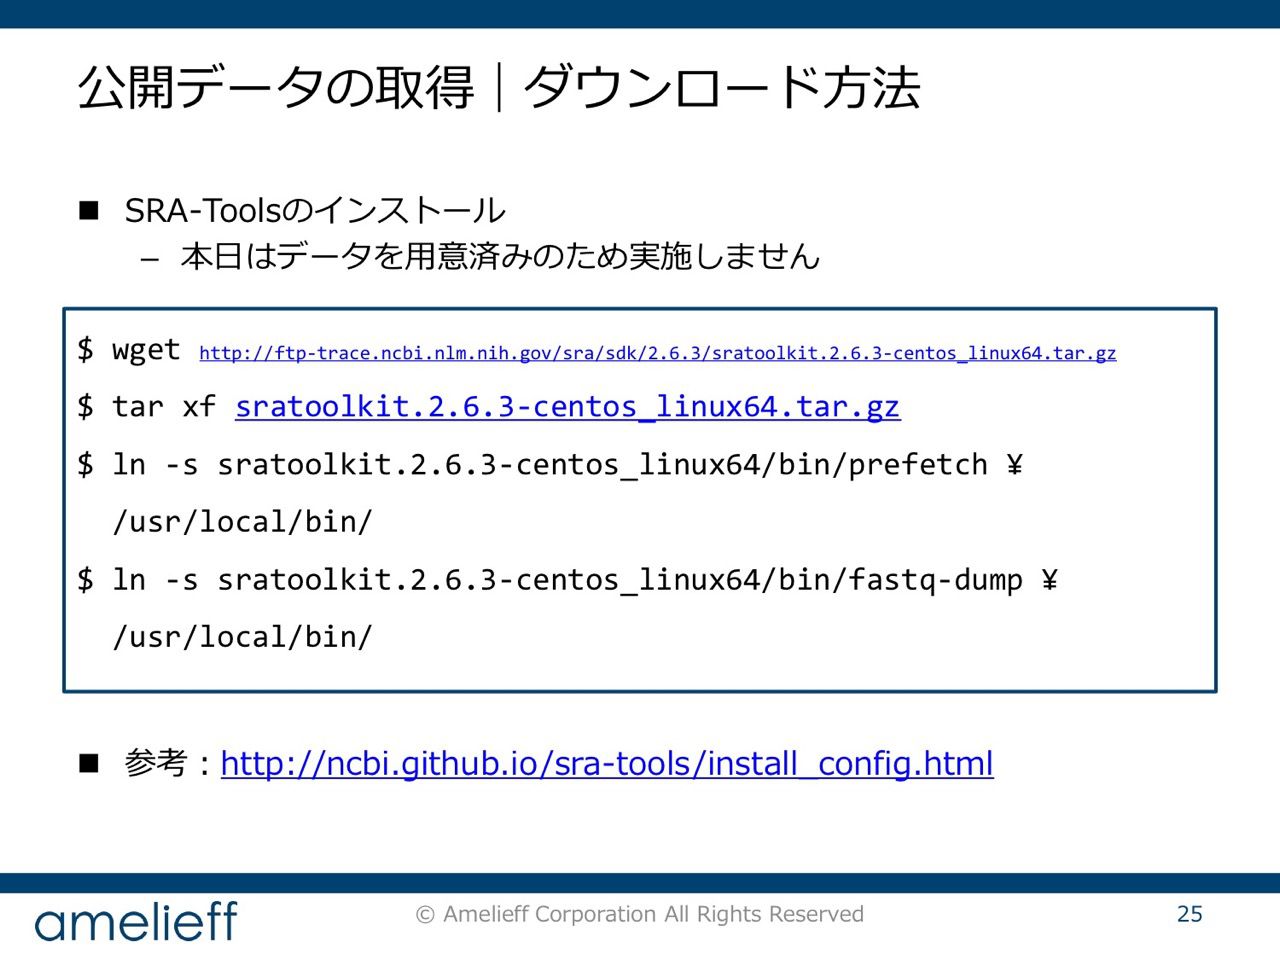 公開データの取得｜ダウンロード方法
■ SRA-Toolsのインストール
– 本日はデータを用意済みのため実施しません
$ wget http://ftp-trace.ncbi.nlm.nih.gov/sra/sdk/2.6.3/sratoolkit.2.6.3-centos_linux64.tar.gz
$ tar xf sratoolkit.2.6.3-centos_linux64.tar.gz
$ ln -s sratoolkit.2.6.3-centos_linux64/bin/prefetch ¥
/usr/local/bin/
$ ln -s sratoolkit.2.6.3-centos_linux64/bin/fastq-dump ¥
/usr/local/bin/
■ 参考：http://ncbi.github.io/sra-tools/install_config.html
amelieff
© Amelieff Corporation All Rights Reserved
25